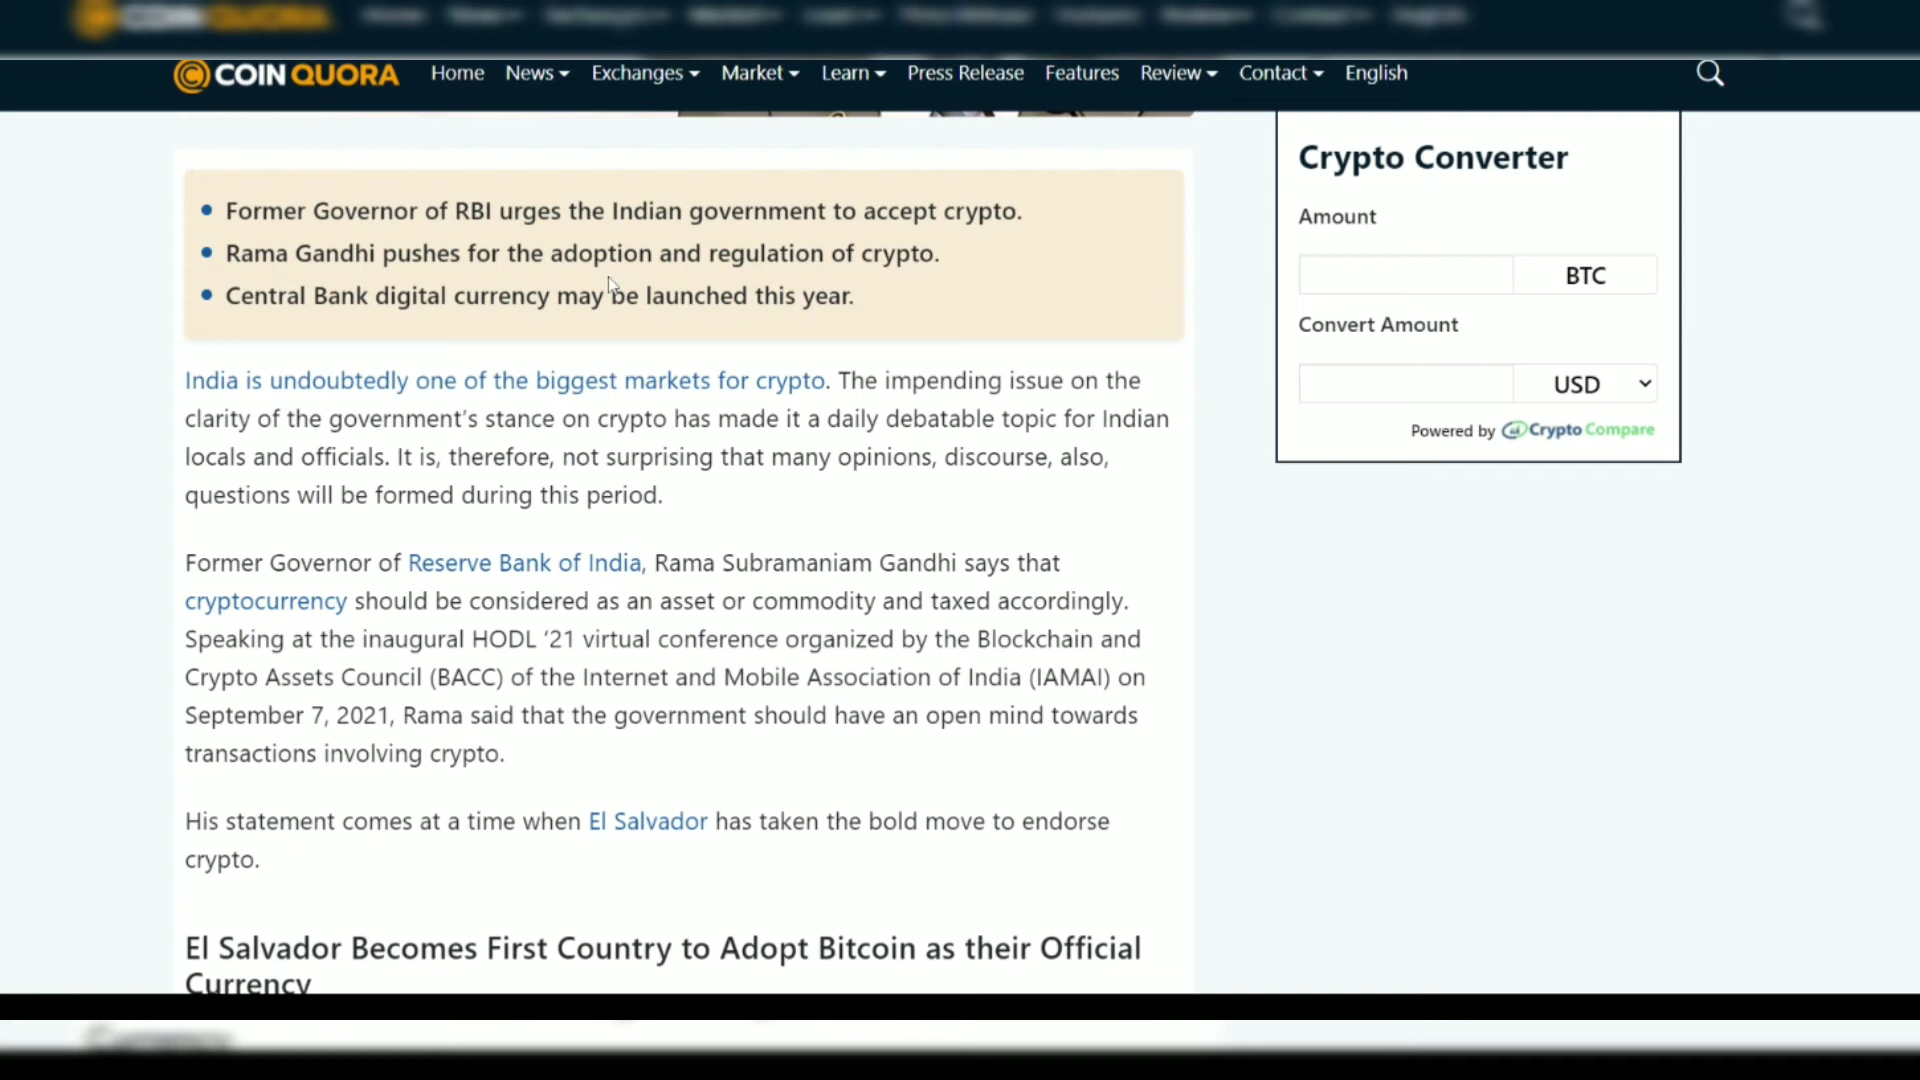 COIN QUORA
Home News Exchanges Market Learn Press Release Features Review Contact English
Former Governor of RBI urges the Indian government to accept crypto.
Rama Gandhi pushes for the adoption and regulation of crypto.
Central Bank digital currency may be launched this year.
India is undoubtedly one of the biggest markets for crypto. The impending issue on the
clarity of the government’s stance on crypto has made it a daily debatable topic for Indian
locals and officials. It is, therefore, not surprising that many opinions, discourse, also,
questions will be formed during this period.
Former Governor of Reserve Bank of India, Rama Subramaniam Gandhi says that
cryptocurrency should be considered as an asset or commodity and taxed accordingly.
Speaking at the inaugural HODL ’21 virtual conference organized by the Blockchain and
Crypto Assets Council (BACC) of the Internet and Mobile Association of India (IAMAI) on
September 7, 2021, Rama said that the government should have an open mind towards
transactions involving crypto.
His statement comes at a time when El Salvador has taken the bold move to endorse
crypto.
El Salvador Becomes First Country to Adopt Bitcoin as their Official
Currency
Crypto Converter
Amount
BTC
Convert Amount
USD
Powered by CryptoCompare